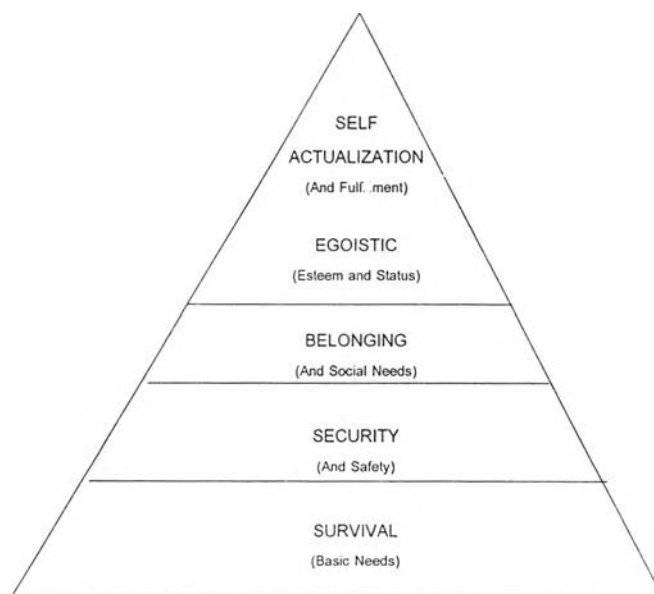 SELF
ACTUALIZATION
(And
EGOISTIC
(Esteem and Status)
BELONGING
(And Social Needs)
SECURITY
(And Safety)
SURVIVAL
(Basic Needs)